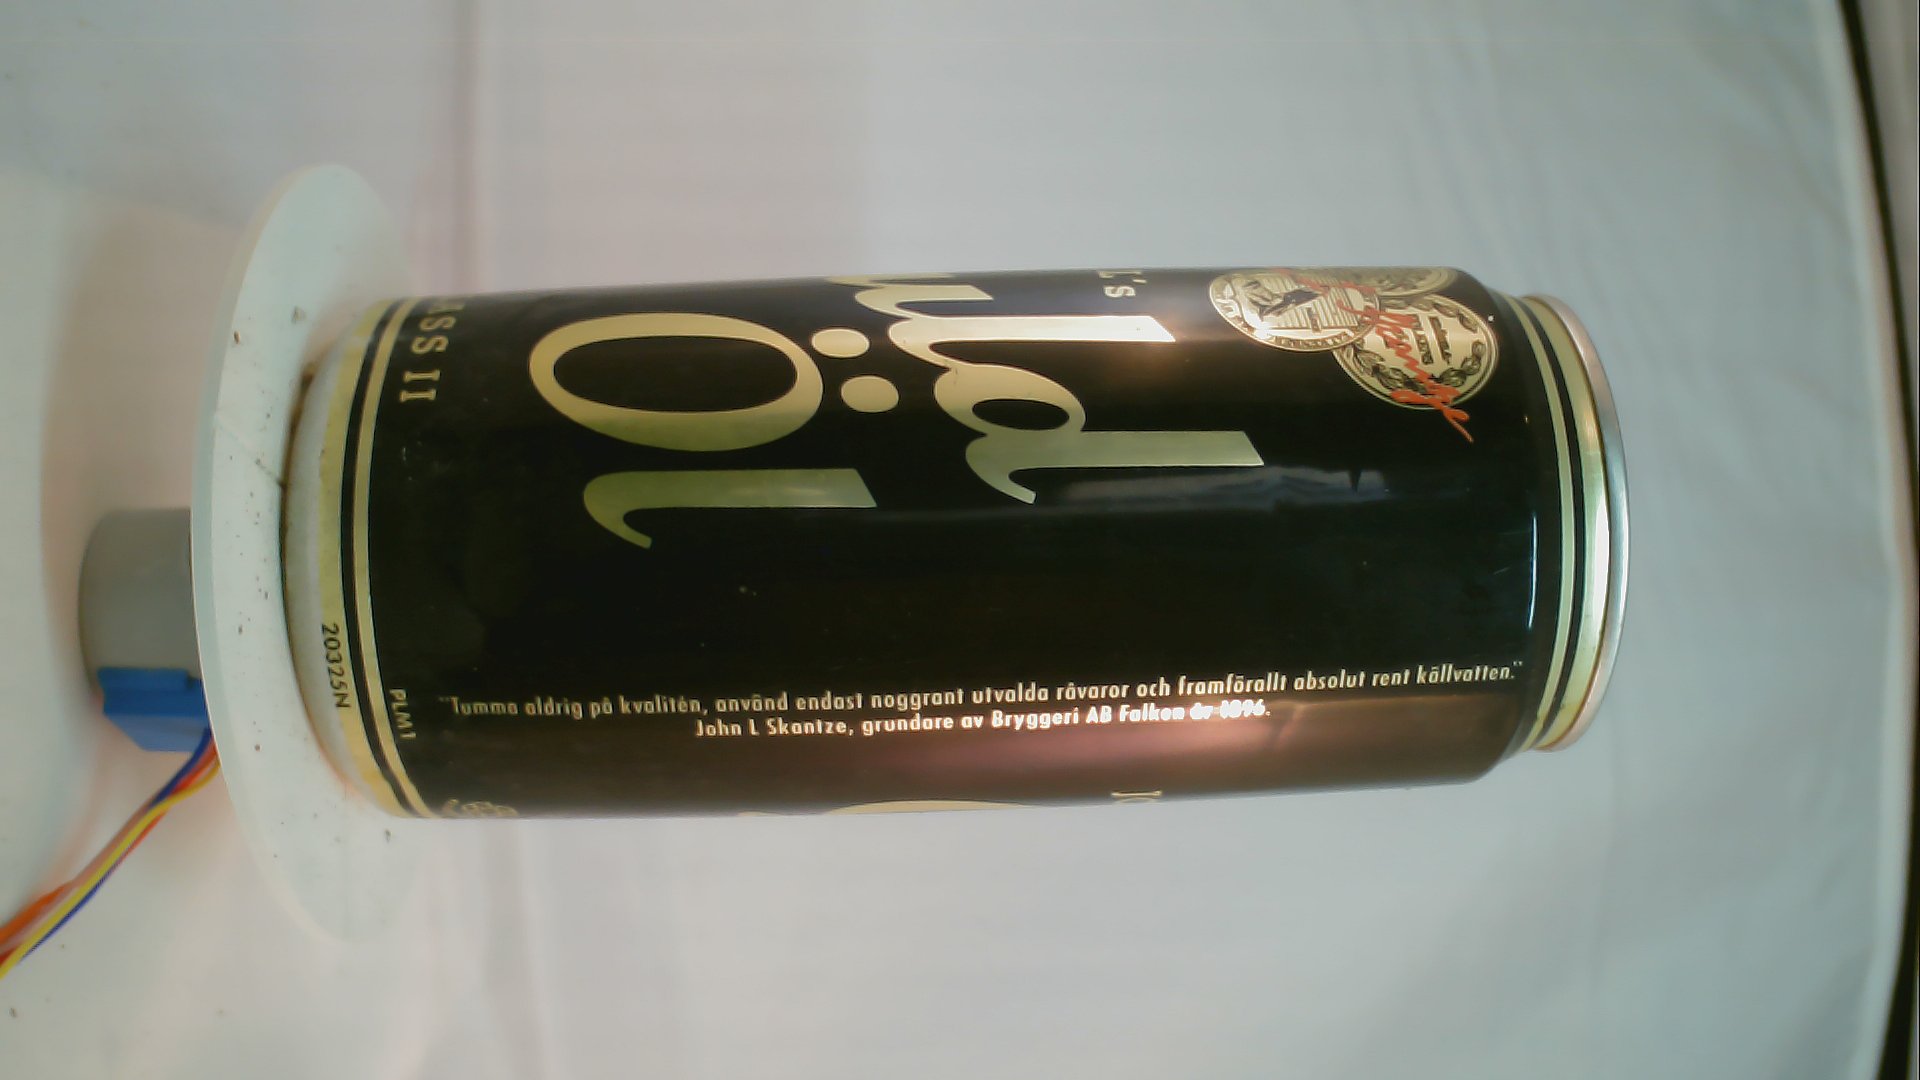 L's
ud
Öl
ASS II
"Tumma aldrig på kvalitén, använd endast noggrant utvalda råvaror och framförallt absolut rent källvatten."
John L Skantze, grundare av Bryggeri AB Falken år 1896.
PLM1
20325N